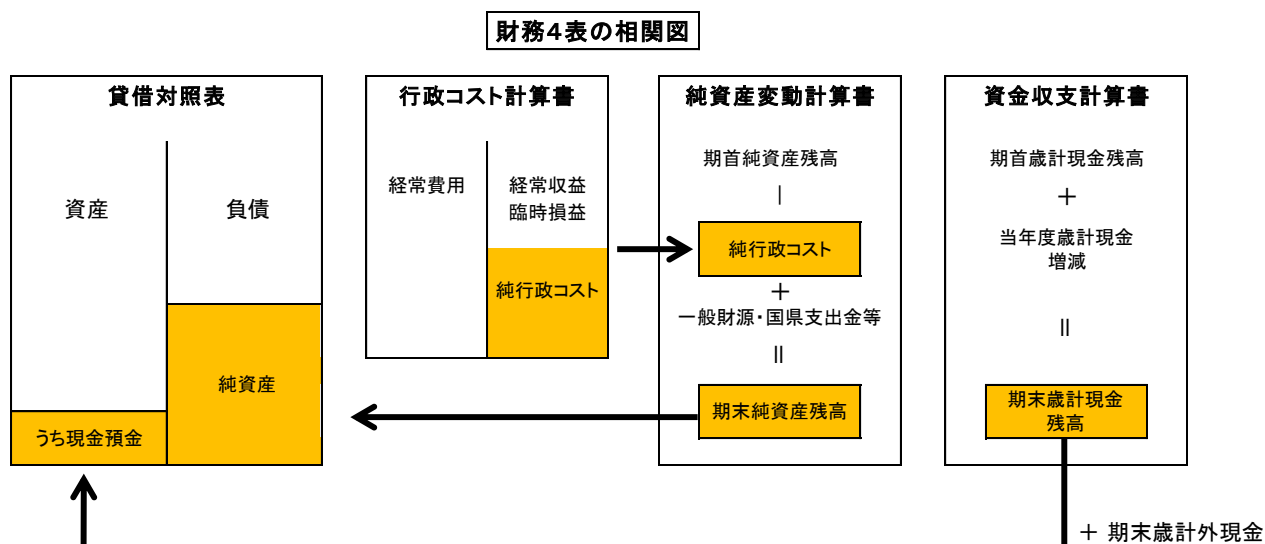 財務4表の相関図
貸借対照表
資産
負債
純資産
うち現金預金
行政コスト計算書
経常費用
経常収益
臨時損益
純行政コスト
純資産変動計算書
期首純資産残高
－
純行政コスト
＋
一般財源・国県支出金等
＝
期末純資産残高
資金収支計算書
期首歳計現金残高
＋
当年度歳計現金
増減
＝
期末歳計現金
残高
＋ 期末歳計外現金